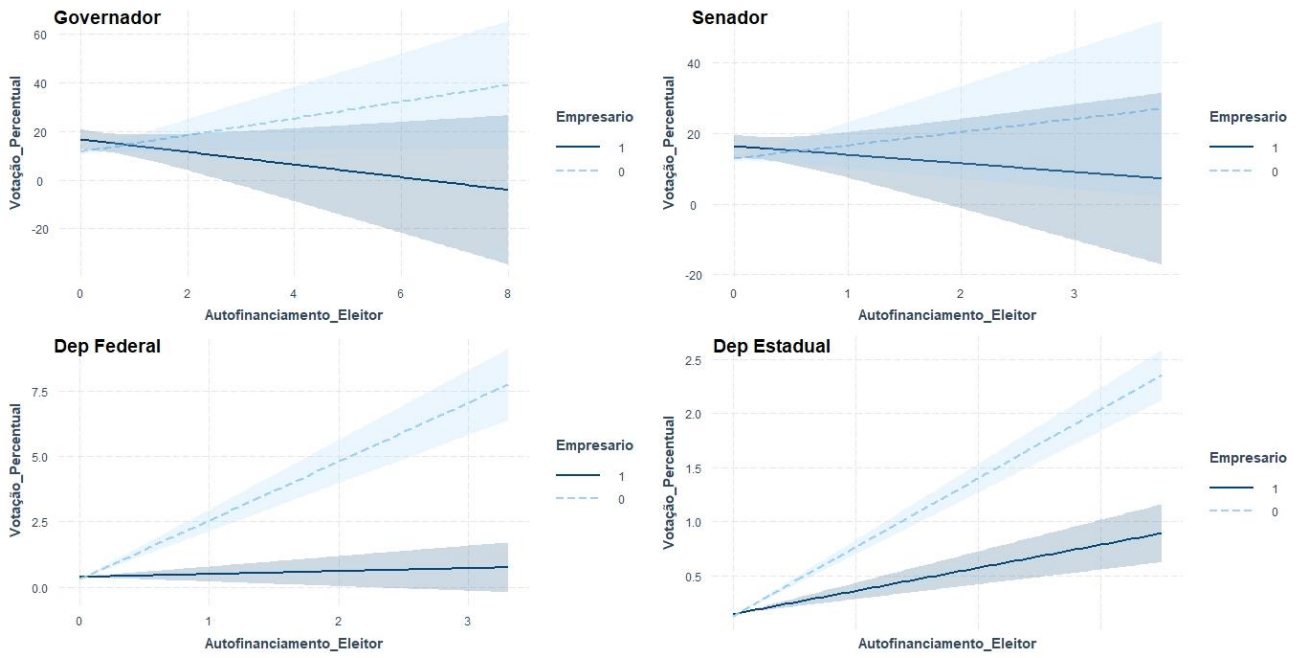 Governador
60
40
20
0
-20
0 2 4 6 8
Votação_Percentual
Autofinanciamento_Eleitor
Empresario
1
0
Senador
40
20
0
-20
0 1 2 3
Votação_Percentual
Autofinanciamento_Eleitor
Empresario
1
0
Dep Federal
7.5
5.0
2.5
0.0
0 1 2 3
Votação_Percentual
Autofinanciamento_Eleitor
Empresario
1
0
Dep Estadual
2.5
2.0
1.5
1.0
0.5
Votação_Percentual
Autofinanciamento_Eleitor
Empresario
1
0